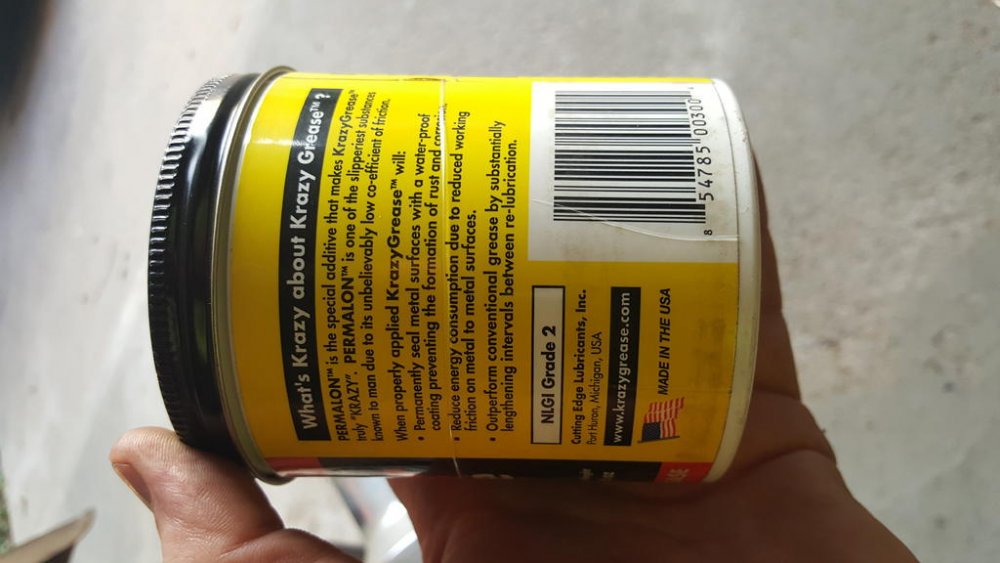 What's Krazy about Krazy Grease™?
PERMALON™ is the special additive that makes KrazyGrease™
truly "KRAZY". PERMALON™ is one of the slipperiest substances
known to man due to its unbelievably low co-efficient of friction.
When properly applied KrazyGrease™ will:
• Permanently seal metal surfaces with a water-proof
coating preventing the formation of rust and
• Reduce energy consumption due to reduced working
friction on metal to metal surfaces.
• Outperform conventional grease by substantially
lengthening intervals between re-lubrication.
NLGI Grade 2
Cutting Edge Lubricants, Inc.
Port Huron, Michigan, USA
www.krazygrease.com
MADE IN THE USA
8 54785 00300